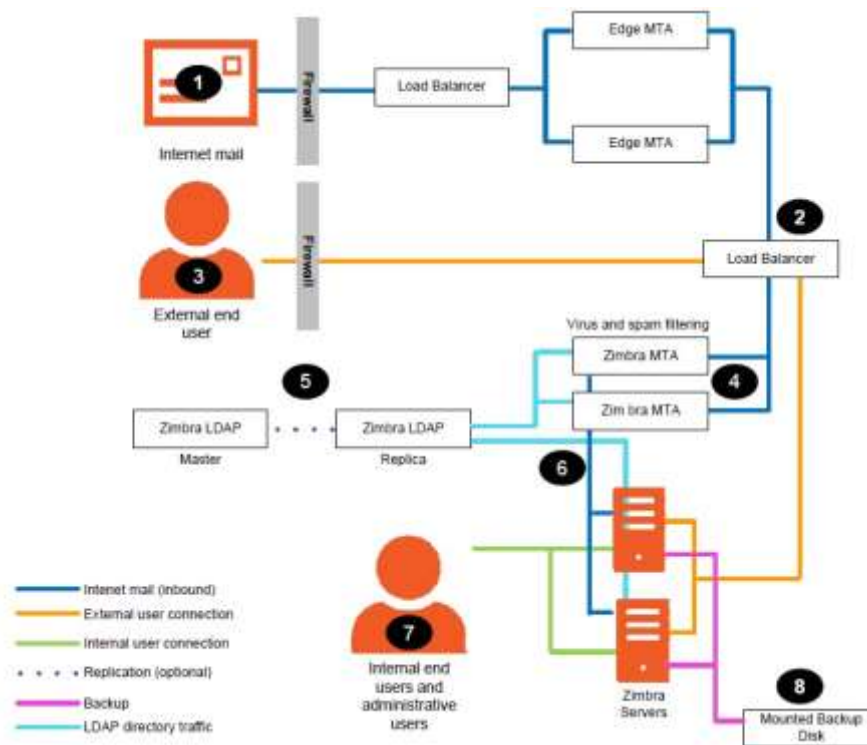 Edge MTA
1
Firewall
Load Balancer
Edge MTA
Internet mail
2
Firewall
Load Balancer
3
External end
user
Virus and spam filtering
Zimbra MTA
4
5
Zim bra MTA
Zimbra LDAP
Zimbra LDAP
Master
Replica
6
Intenet mail (inbound)
External user connection
7
Internal user connection
Replication (optional)
Internal end
users and
administrative
users
Zimbra
Servers
8
Backup
LDAP directory traffic
Mounted Backup
Disk